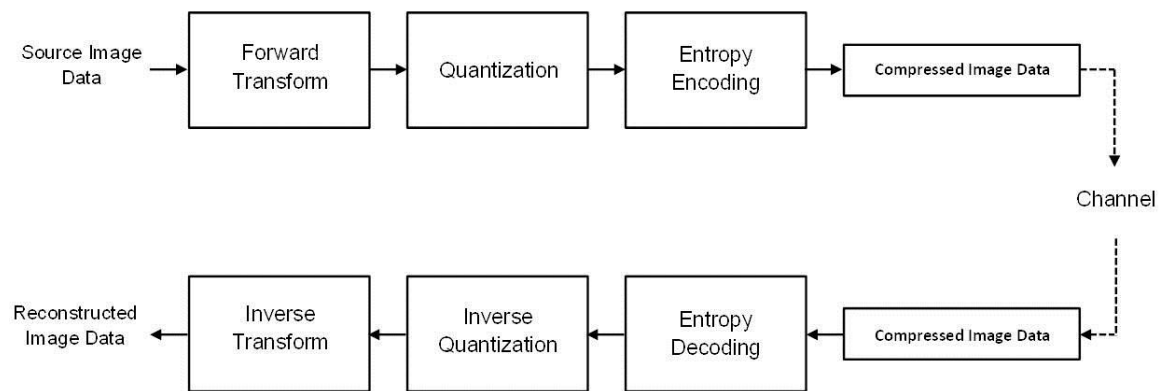 Source Image
Data
Forward
Transform
Quantization
Entropy
Encoding
Compressed Image Data
Channel
Reconstructed
Image Data
Inverse
Transform
Inverse
Quantization
Entropy
Decoding
Compressed Image Data